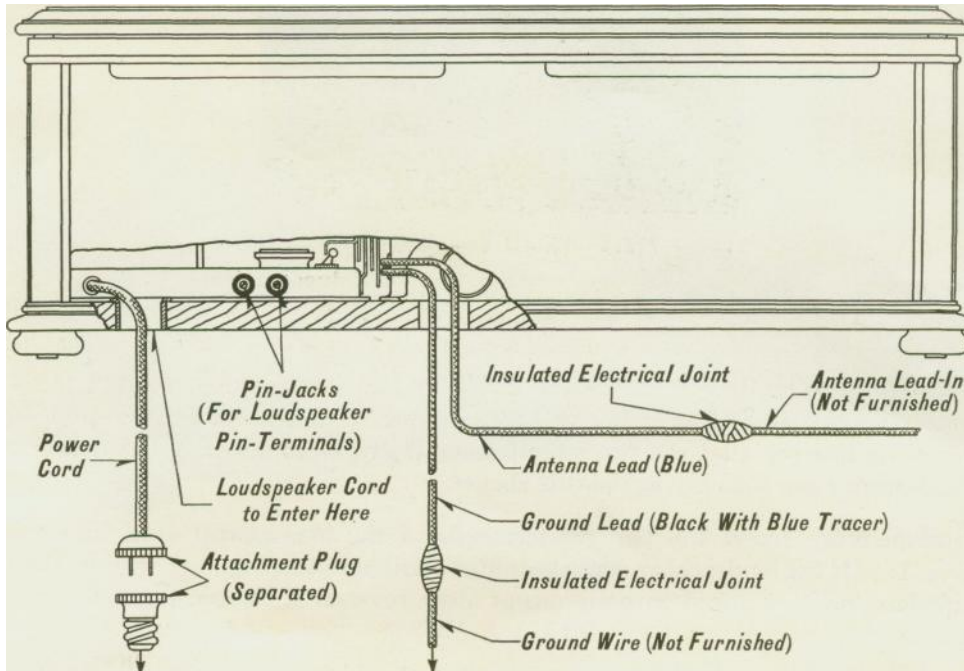 Pin-Jacks
(For Loudspeaker
Pin-Terminals)
Insulated Electrical Joint
Antenna Lead-In
(Not Furnished)
Power
Cord
Antenna Lead (Blue)
Loudspeaker Cord
to Enter Here
Ground Lead (Black With Blue Tracer)
Attachment Plug
(Separated)
Insulated Electrical Joint
Ground Wire (Not Furnished)